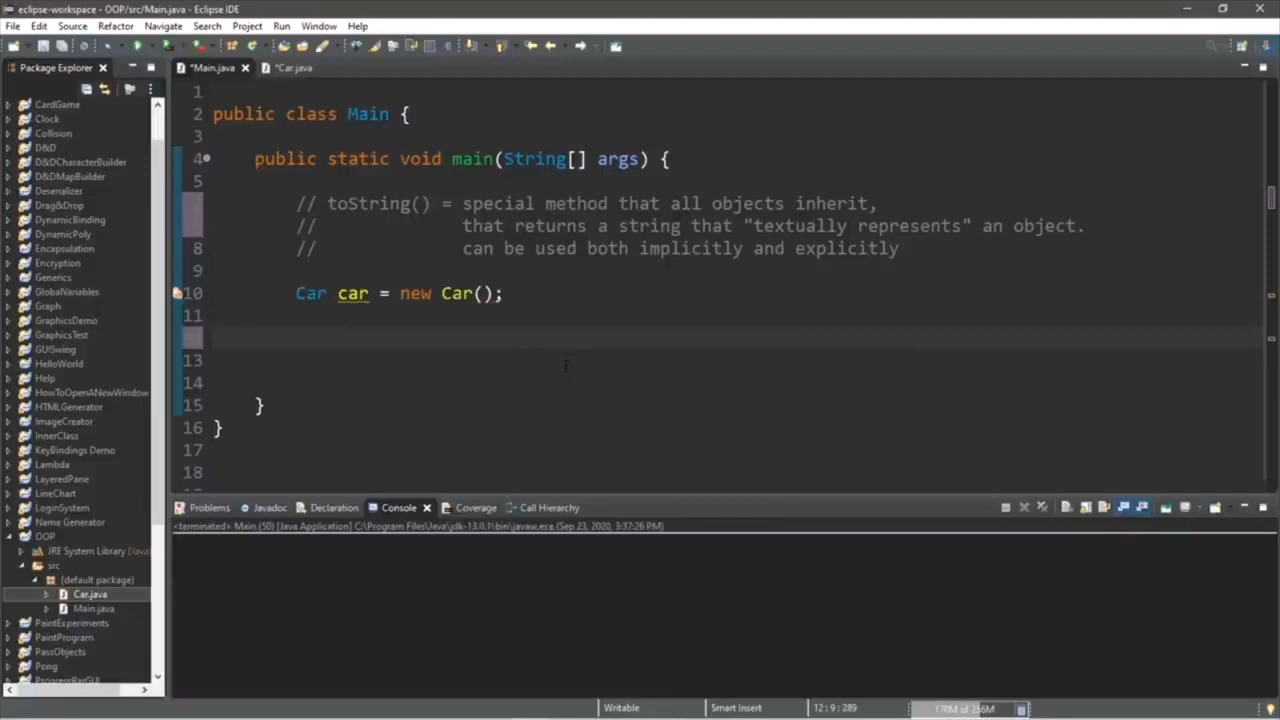 eclipse-workspace - OOP/src/Main.java - Eclipse IDE
File Edit Source Refactor Navigate Search Project Run Window Help
Package Explorer
*Main.java *Car.java
CardGame
Clock
Collision
D&D
D&DCharacterBuilder
D&DMapBuilder
Deserializer
Drag&Drop
DynamicBinding
DynamicPoly
Encapsulation
Encryption
Generics
GlobalVariables
Graph
GraphicsDemo
GraphicsTest
GUISwing
HelloWorld
Help
HowToOpenANewWindow
HTMLGenerator
ImageCreator
InnerClass
KeyBindings Demo
Lambda
LayeredPane
LineChart
LoginSystem
Name Generator
OOP
JRE System Library [Java
src
(default package)
Car.java
Main.java
PaintExperiments
PaintProgram
PassObjects
Pong
ProgressBarGUI
1
2 public class Main {
3
4 public static void main(String[] args) {
5
// toString() = special method that all objects inherit,
// that returns a string that "textually represents" an object.
8 // can be used both implicitly and explicitly
9
10 Car car = new Car();
11
13
14
15 }
16 }
17
18
Problems Javadoc Declaration Console Coverage Call Hierarchy
<terminated> Main (50) [Java Application] C:\Program Files\Java\jdk-13.0.1\bin\javaw.exe (Sep 23, 2020, 3:37:26 PM)
Writable Smart Insert 12 : 9 : 289 170M of 256M